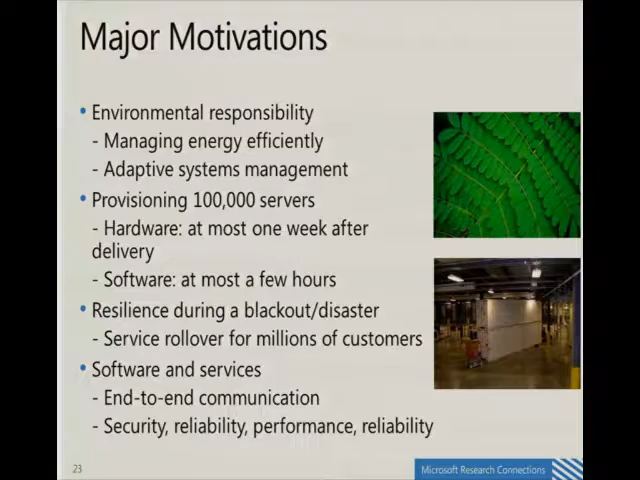 Major Motivations
• Environmental responsibility
- Managing energy efficiently
- Adaptive systems management
• Provisioning 100,000 servers
- Hardware: at most one week after
delivery
- Software: at most a few hours
• Resilience during a blackout/disaster
- Service rollover for millions of customers
• Software and services
- End-to-end communication
- Security, reliability, performance, reliability
23
Microsoft Research Connections